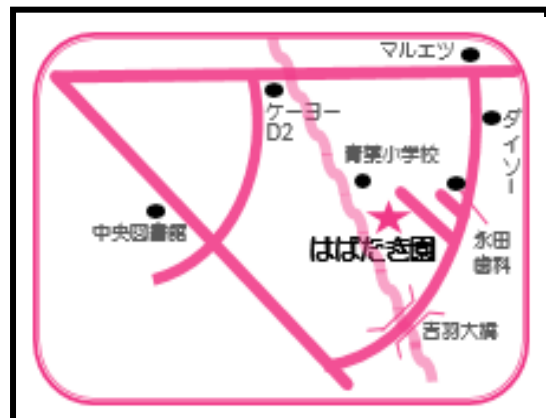 マルエツ
ケーヨー
D2
ダイソー
青葉小学校
中央図書館
はばたき園
永田
歯科
吉羽大橋